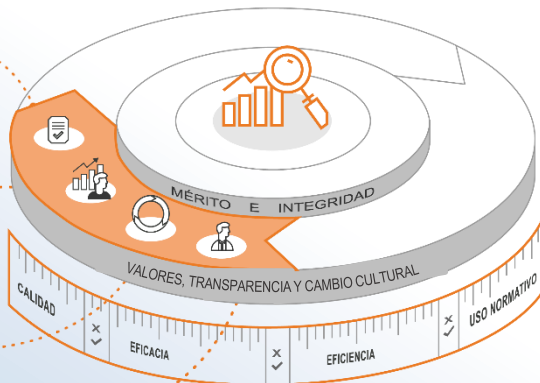 MÉRITO E INTEGRIDAD
VALORES, TRANSPARENCIA Y CAMBIO CULTURAL
CALIDAD
EFICACIA
EFICIENCIA
USO NORMATIVO